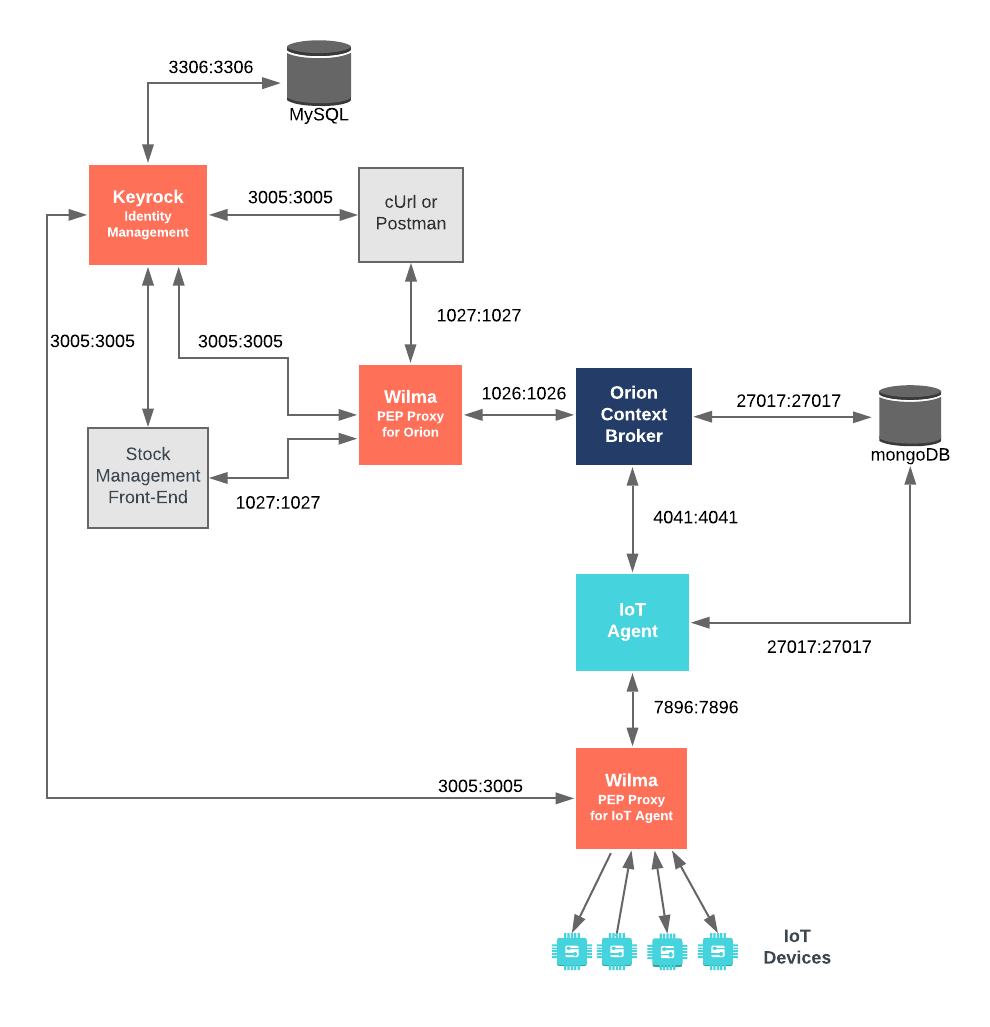 3306:3306
MySQL
Keyrock
Identity
Management
3005:3005
cUrl or
Postman
1027:1027
3005:3005
3005:3005
Wilma
PEP Proxy
for Orion
1026:1026
Orion
Context
Broker
27017:27017
mongoDB
Stock
Management
Front-End
1027:1027
4041:4041
IoT
Agent
27017:27017
7896:7896
3005:3005
Wilma
PEP Proxy
for IoT Agent
IoT
Devices